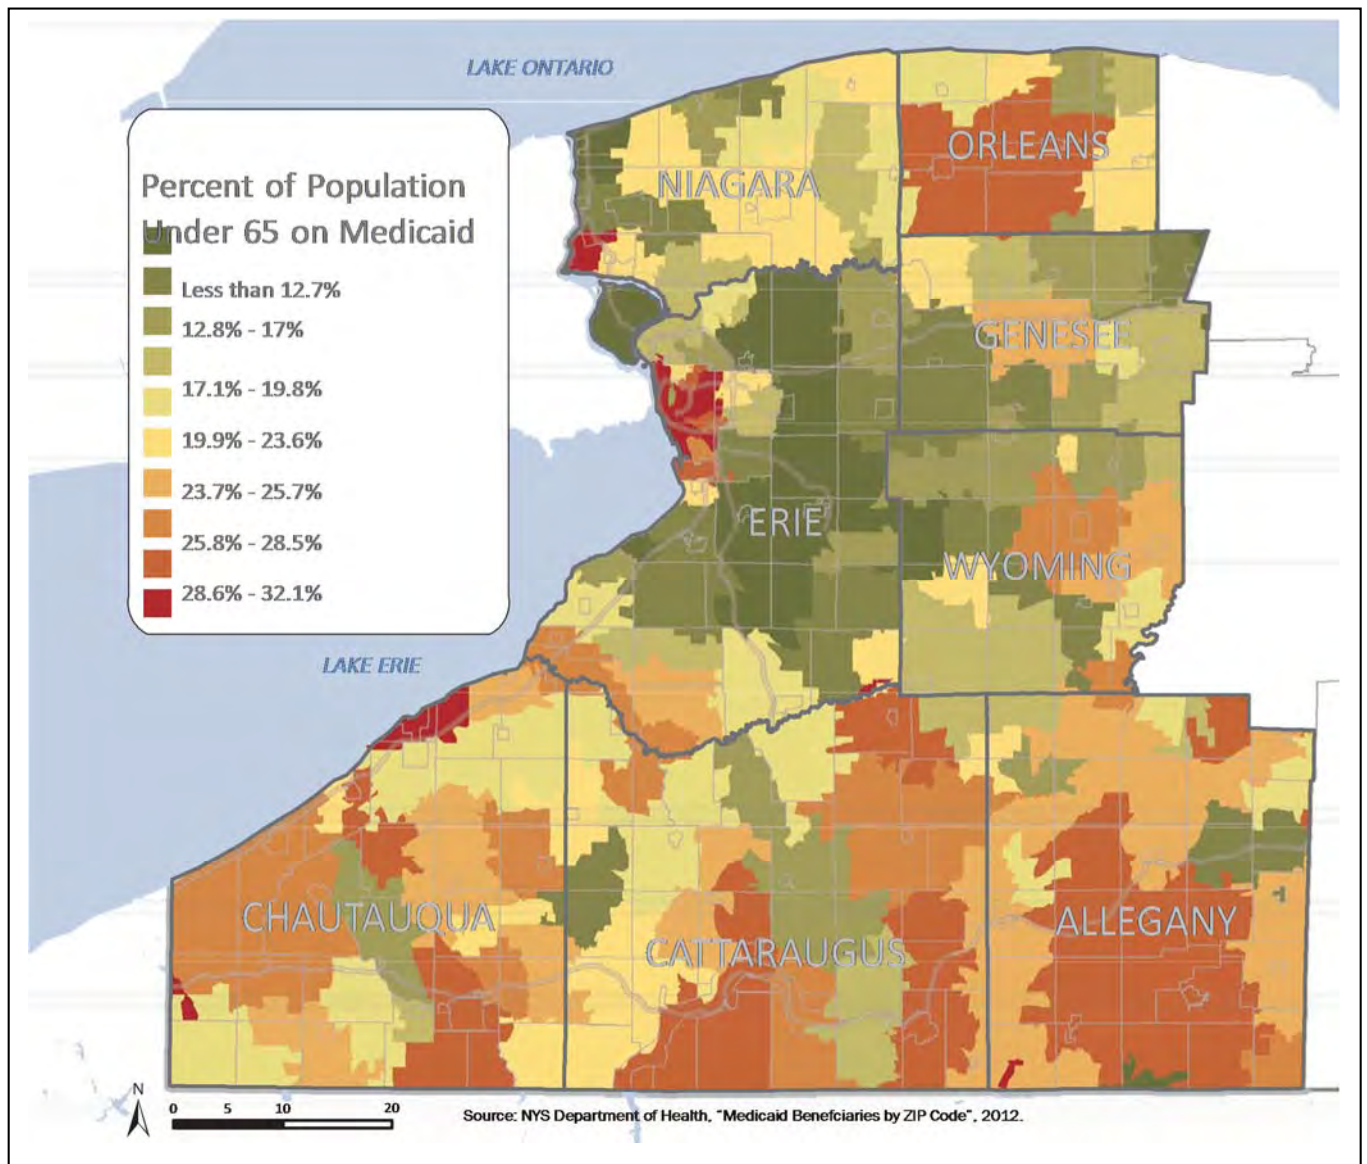 LAKE ONTARIO
Percent of Population
Under 65 on Medicaid
Less than 12.7%
12.8% - 17%
17.1% - 19.8%
19.9% - 23.6%
23.7% - 25.7%
25.8% - 28.5%
28.6% - 32.1%
ORLEANS
NIAGARA
GENESEE
ERIE
WYOMING
LAKE ERIE
CHAUTAUQUA
CATTARAUGUS
ALLEGANY
N
0 5 10 20
Source: NYS Department of Health, "Medicaid Benefciaries by ZIP Code", 2012.